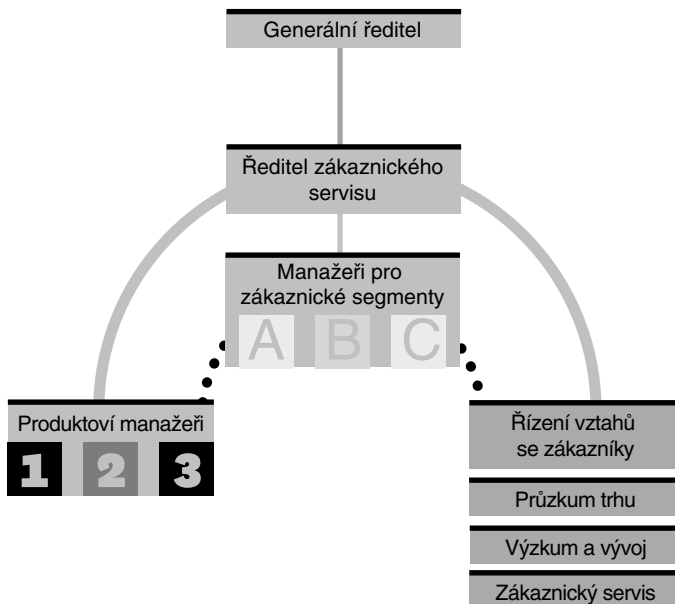 Generální ředitel
Ředitel zákaznického
servisu
Manažeři pro
zákaznické segmenty
A B C
Produktoví manažeři
1 2 3
Řízení vztahů
se zákazníky
Průzkum trhu
Výzkum a vývoj
Zákaznický servis